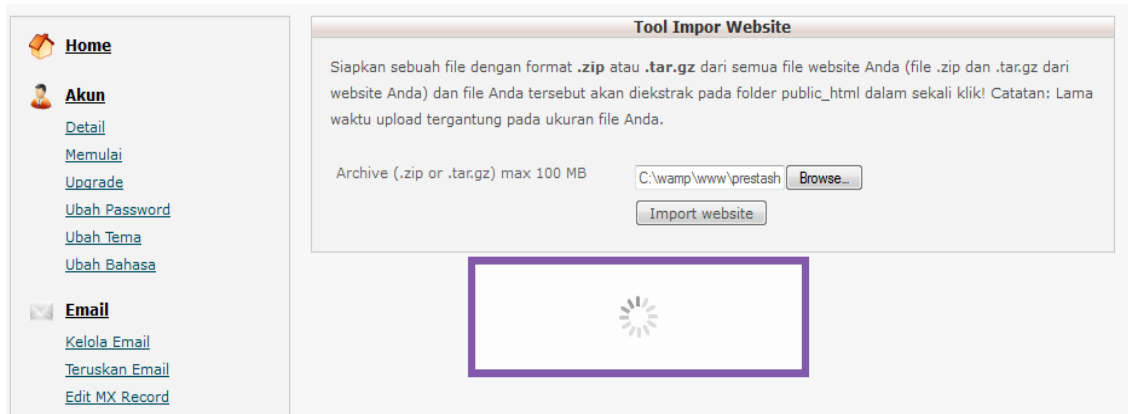 Home
Akun
Detail
Memulai
Upgrade
Ubah Password
Ubah Tema
Ubah Bahasa
Email
Kelola Email
Teruskan Email
Edit MX Record
Tool Impor Website
Siapkan sebuah file dengan format .zip atau .tar.gz dari semua file website Anda (file .zip dan .tar.gz dari
website Anda) dan file Anda tersebut akan diekstrak pada folder public_html dalam sekali klik! Catatan: Lama
waktu upload tergantung pada ukuran file Anda.
Archive (.zip or .tar.gz) max 100 MB
C:\wamp\www\prestash
Browse...
Import website